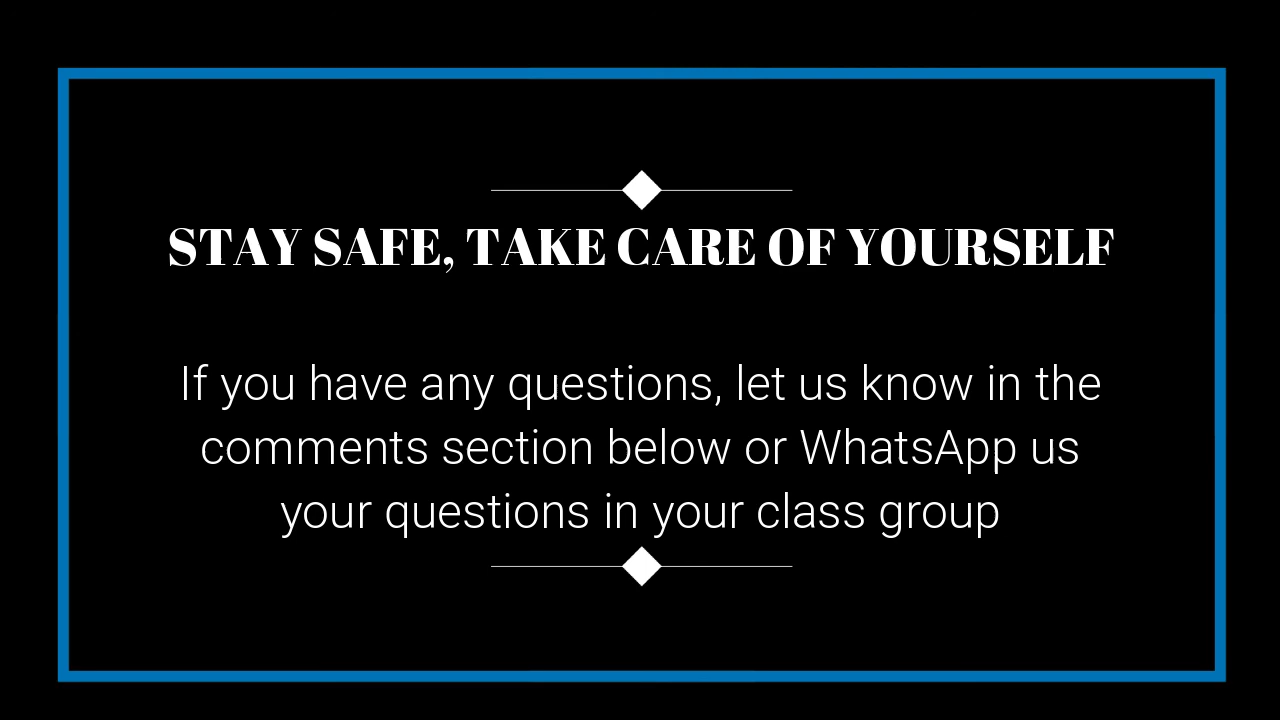 STAY SAFE, TAKE CARE OF YOURSELF
If you have any questions, let us know in the
comments section below or WhatsApp us
your questions in your class group